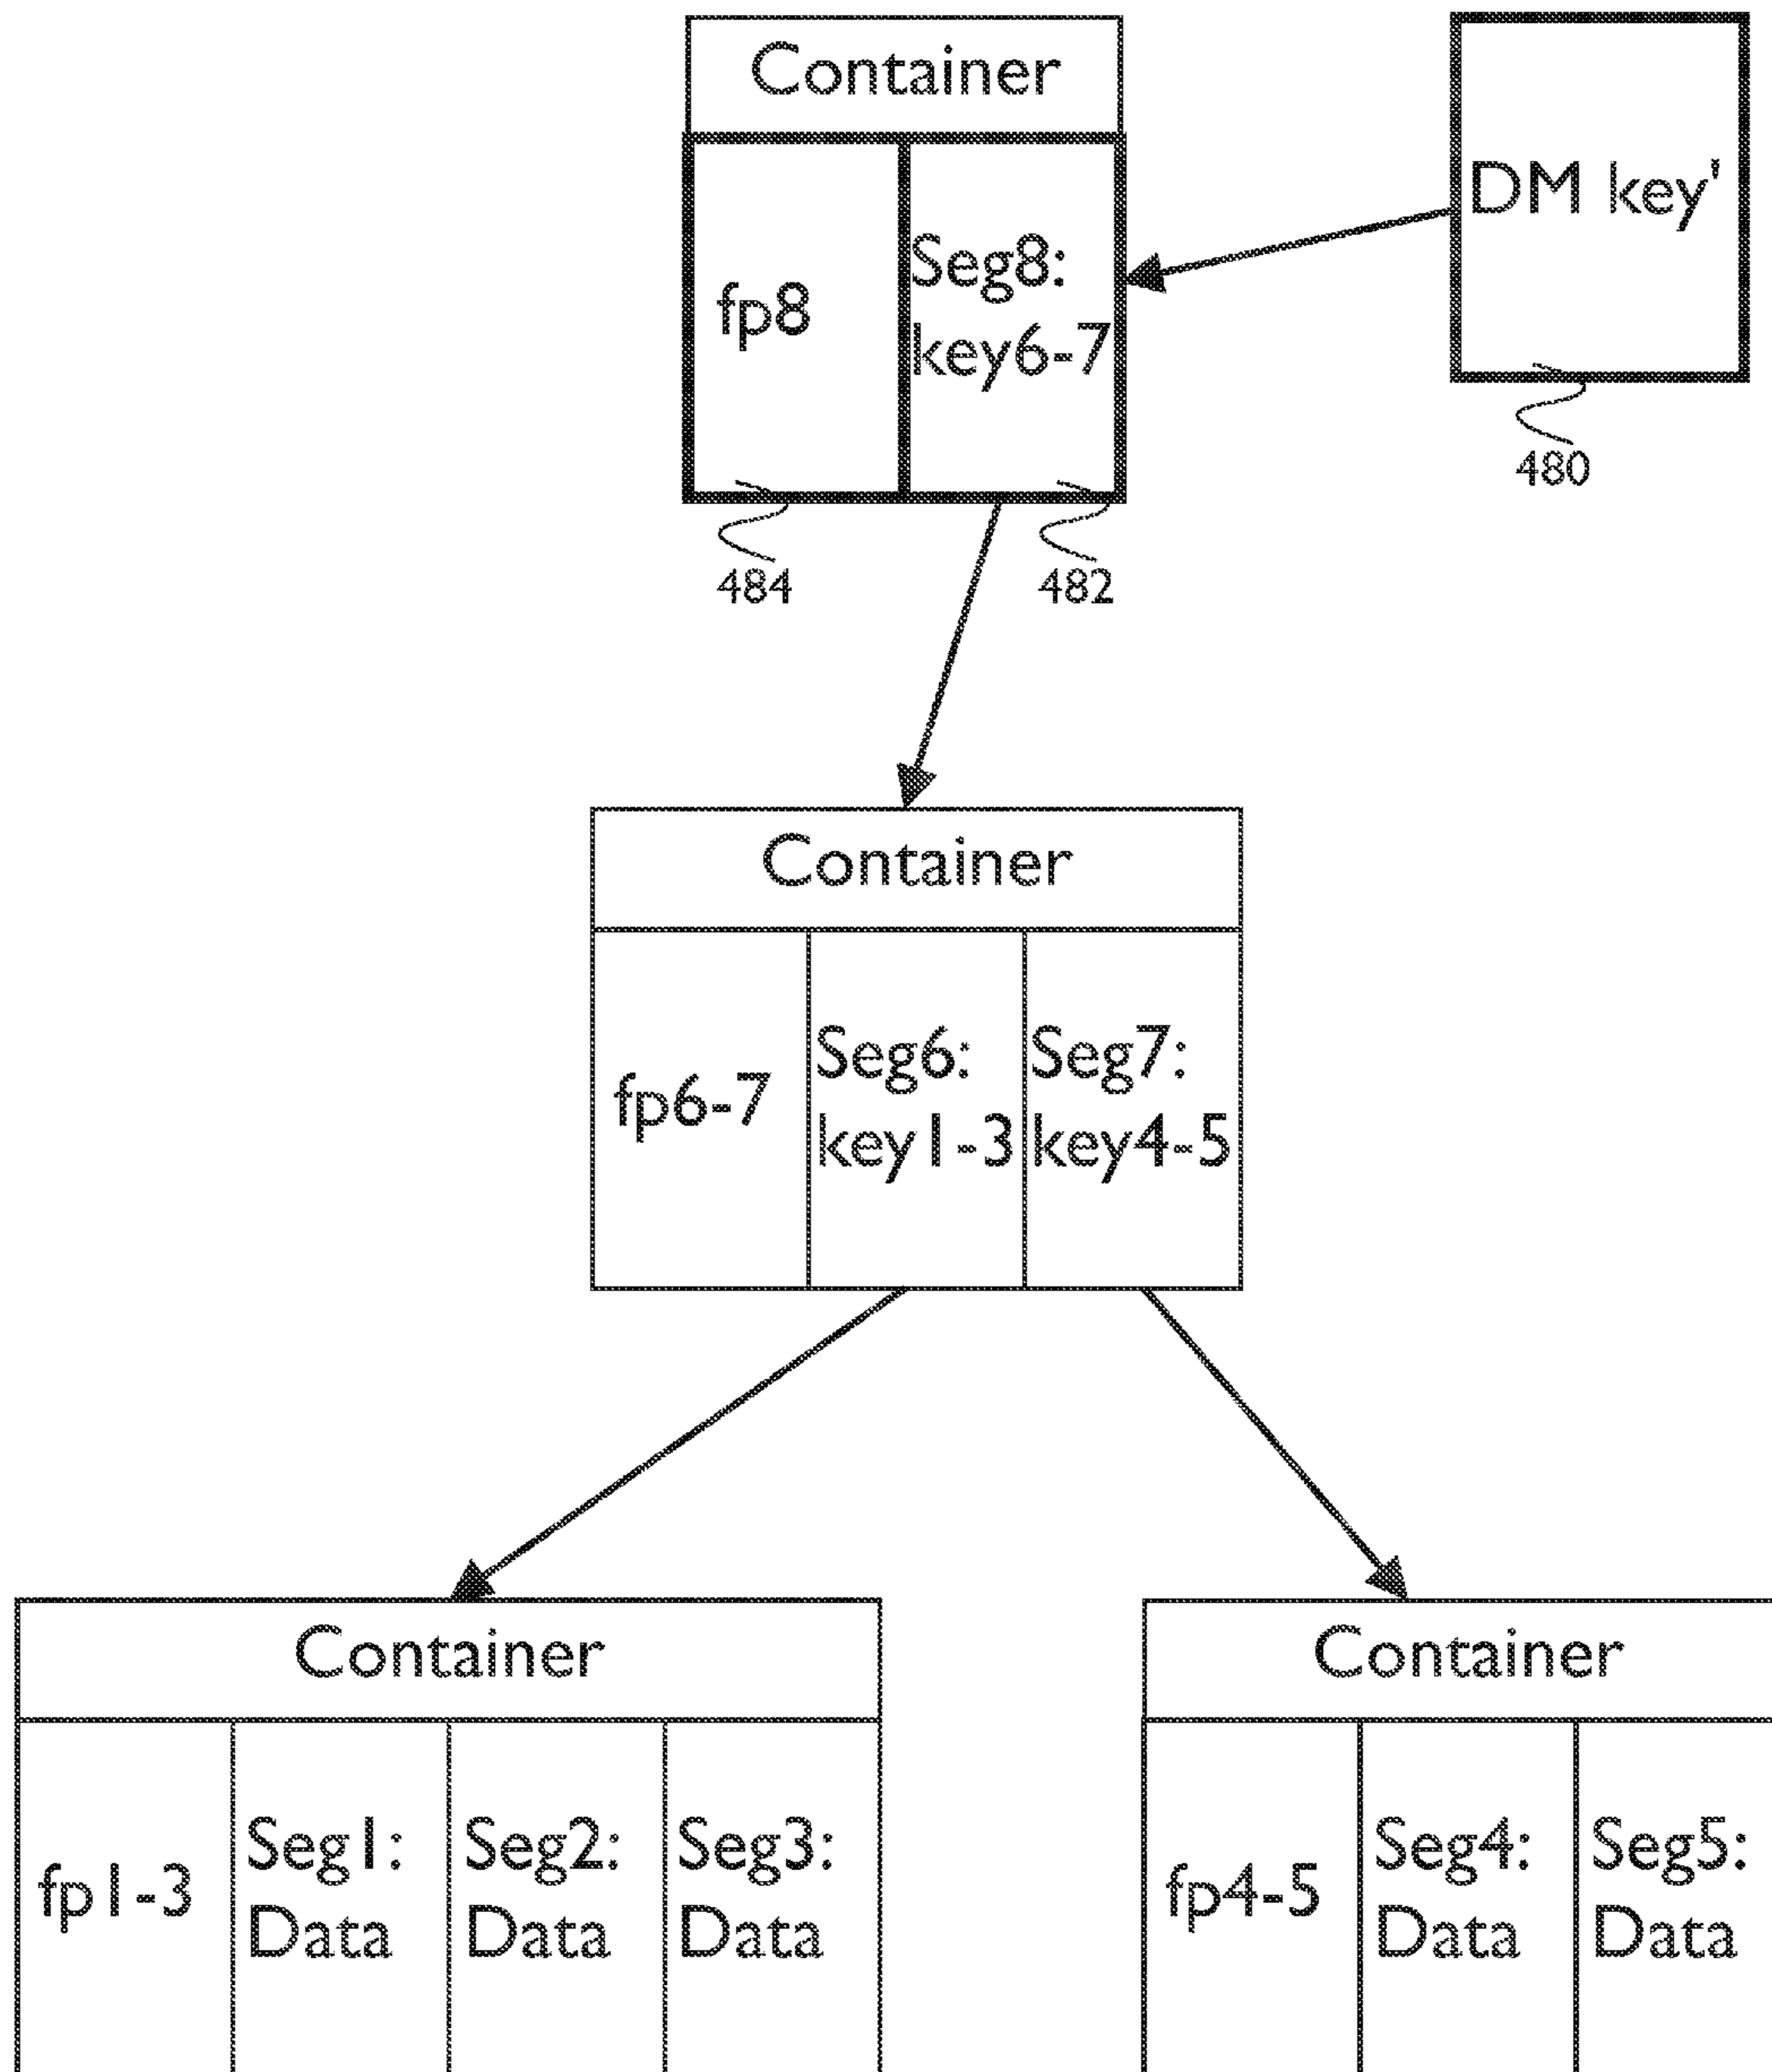 Container
DM key'
fp8
Seg8:
key6-7
480
484
482
Container
fp6-7
Seg6:
key1-3
Seg7:
key4-5
Container
Container
fp1-3
Seg1:
Data
Seg2:
Data
Seg3:
Data
fp4-5
Seg4:
Data
Seg5:
Data